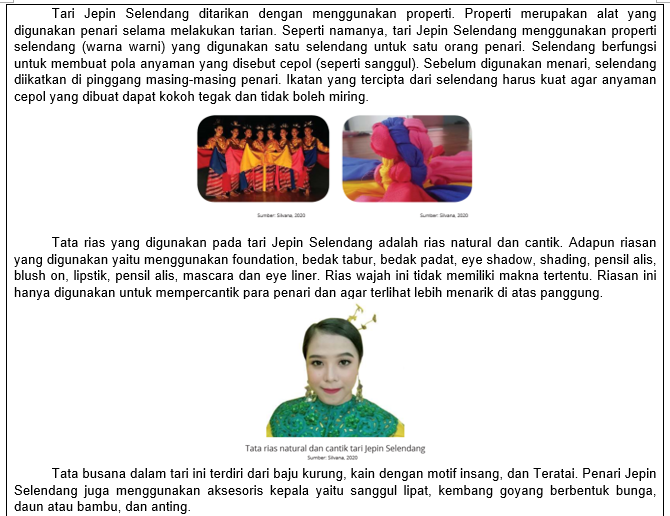 Tari Jepin Selendang ditarikan dengan menggunakan properti. Properti merupakan alat yang
digunakan penari selama melakukan tarian. Seperti namanya, tari Jepin Selendang menggunakan properti
selendang (warna warni) yang digunakan satu selendang untuk satu orang penari. Selendang berfungsi
untuk membuat pola anyaman yang disebut cepol (seperti sanggul). Sebelum digunakan menari, selendang
diikatkan di pinggang masing-masing penari. Ikatan yang tercipta dari selendang harus kuat agar anyaman
cepol yang dibuat dapat kokoh tegak dan tidak boleh miring.
Sumber: Silvana, 2020
Sumber: Silvana, 2020
Tata rias yang digunakan pada tari Jepin Selendang adalah rias natural dan cantik. Adapun riasan
yang digunakan yaitu menggunakan foundation, bedak tabur, bedak padat, eye shadow, shading, pensil alis,
blush on, lipstik, pensil alis, mascara dan eye liner. Rias wajah ini tidak memiliki makna tertentu. Riasan ini
hanya digunakan untuk mempercantik para penari dan agar terlihat lebih menarik di atas panggung.
Tata rias natural dan cantik tari Jepin Selendang
Sumber: Silvana, 2020
Tata busana dalam tari ini terdiri dari baju kurung, kain dengan motif insang, dan Teratai. Penari Jepin
Selendang juga menggunakan aksesoris kepala yaitu sanggul lipat, kembang goyang berbentuk bunga,
daun atau bambu, dan anting.